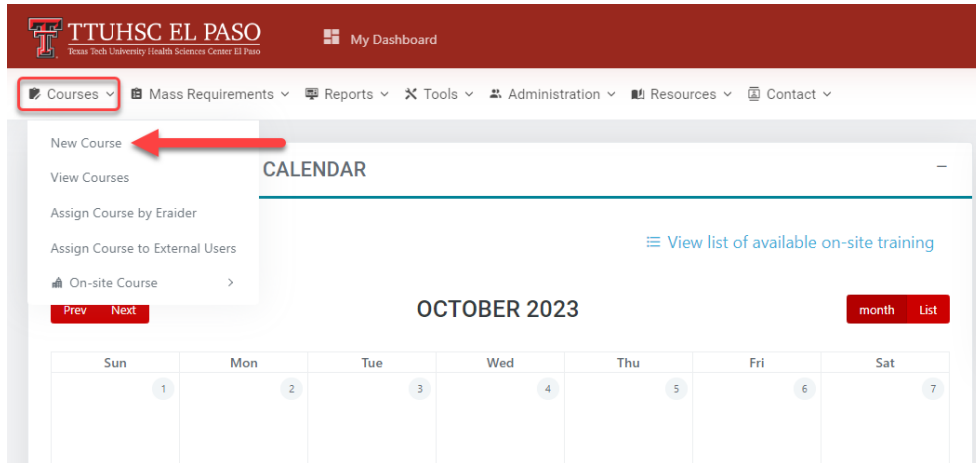 TTUHSC EL PASO
Texas Tech University Health Sciences Center El Paso
My Dashboard
Courses Mass Requirements Reports Tools Administration Resources Contact
New Course
View Courses
Assign Course by Eraider
Assign Course to External Users
On-site Course
CALENDAR
View list of available on-site training
Prev Next
OCTOBER 2023
month List
Sun Mon Tue Wed Thu Fri Sat
1 2 3 4 5 6 7